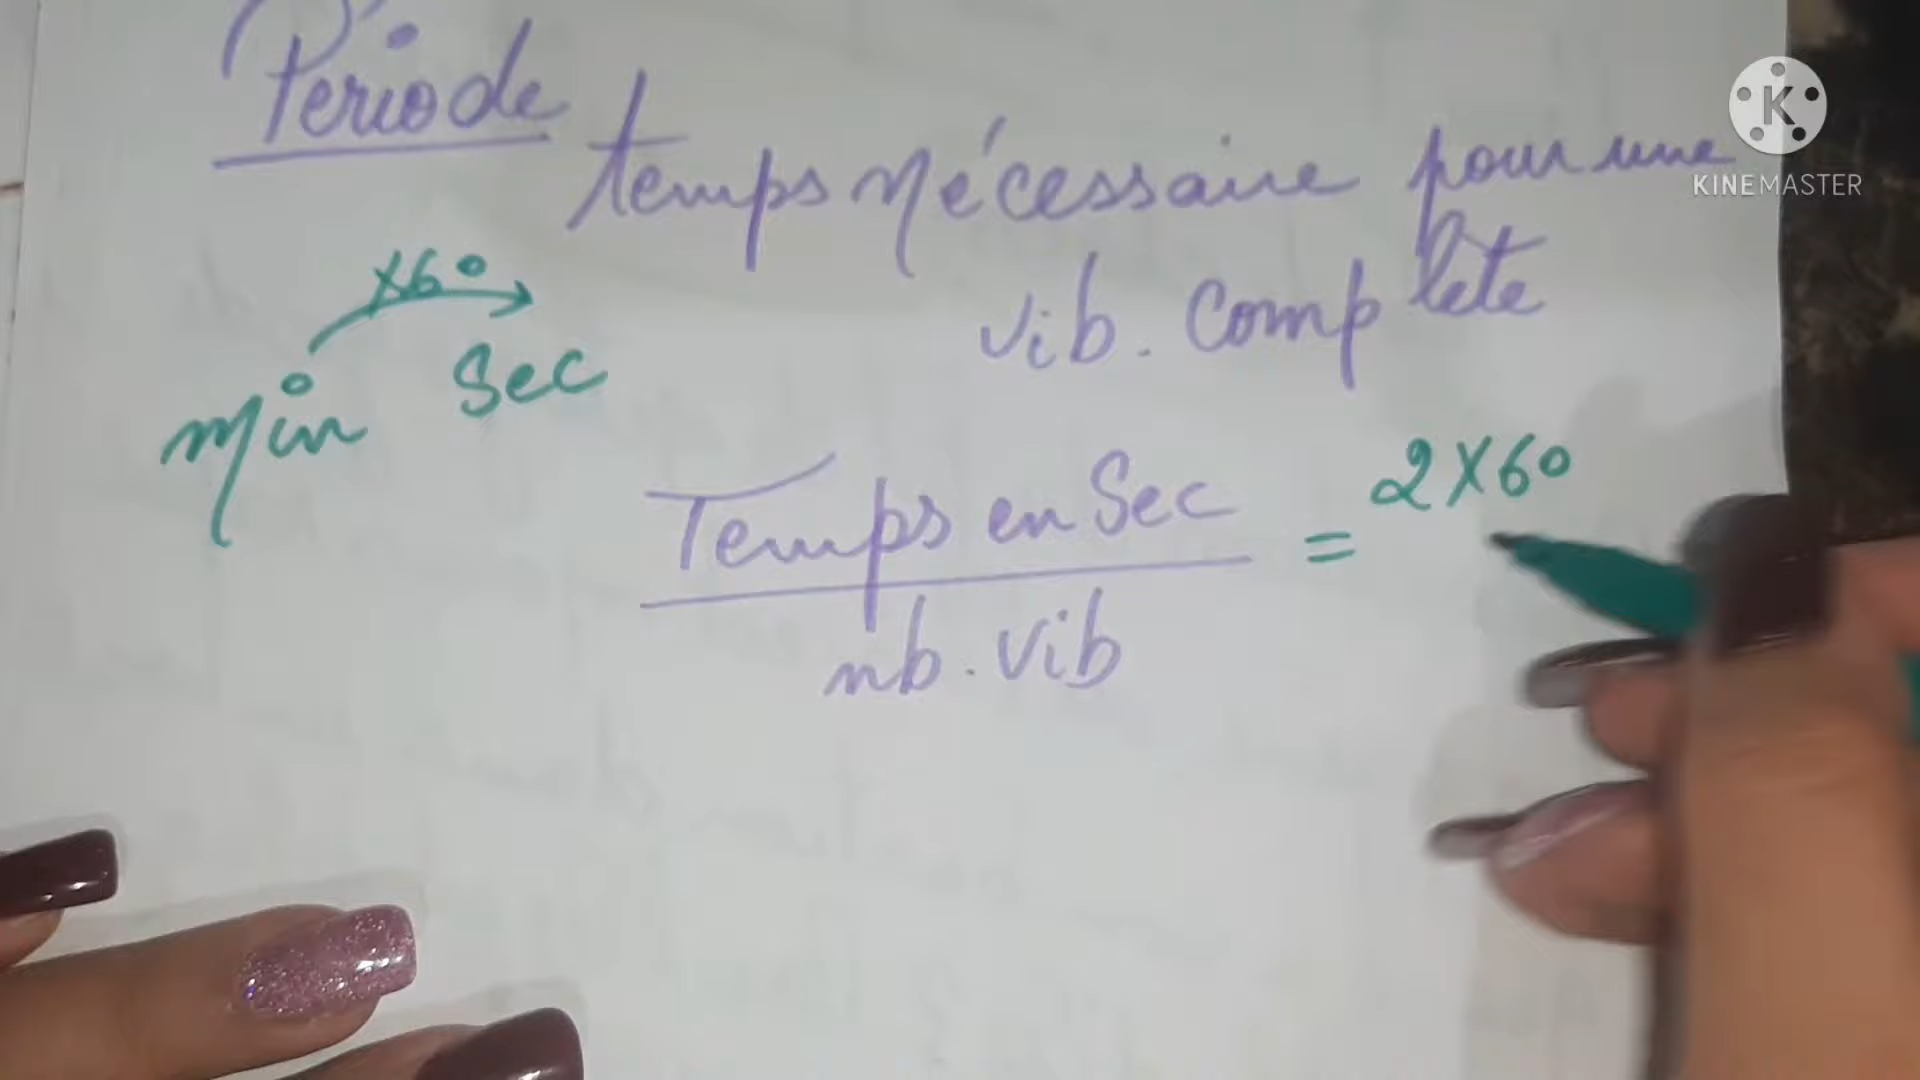 Période
temps nécessaire pour une
vib. complète
x60
min sec
Temps en Sec
nb. vib
= 2x60
K
KINEMASTER